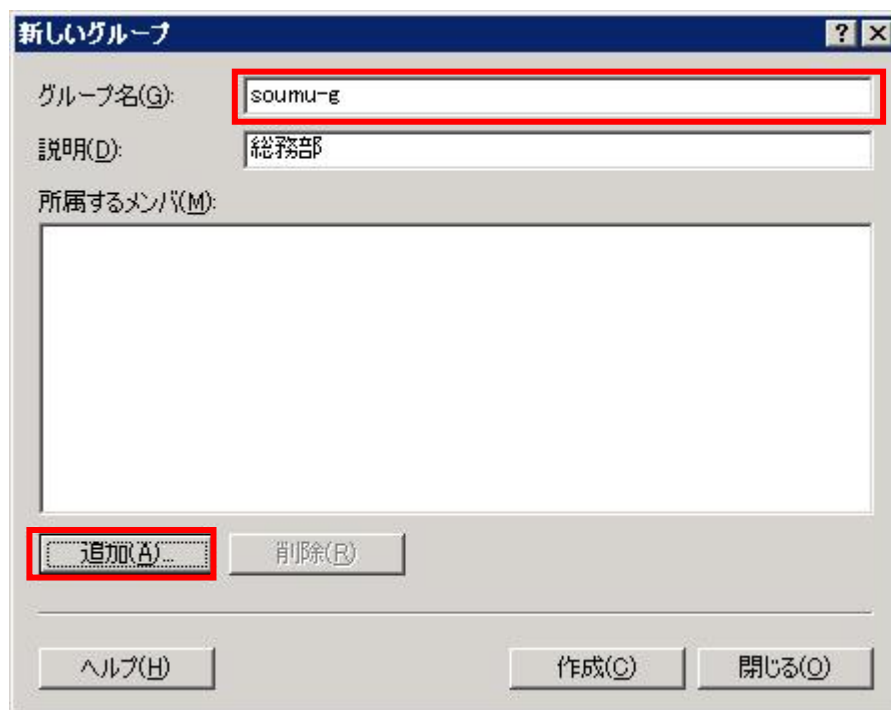 新しいグループ
グループ名(G): soumu-g
説明(D): 総務部
所属するメンバ(M):
追加(A)... 削除(R)
ヘルプ(H) 作成(C) 閉じる(O)